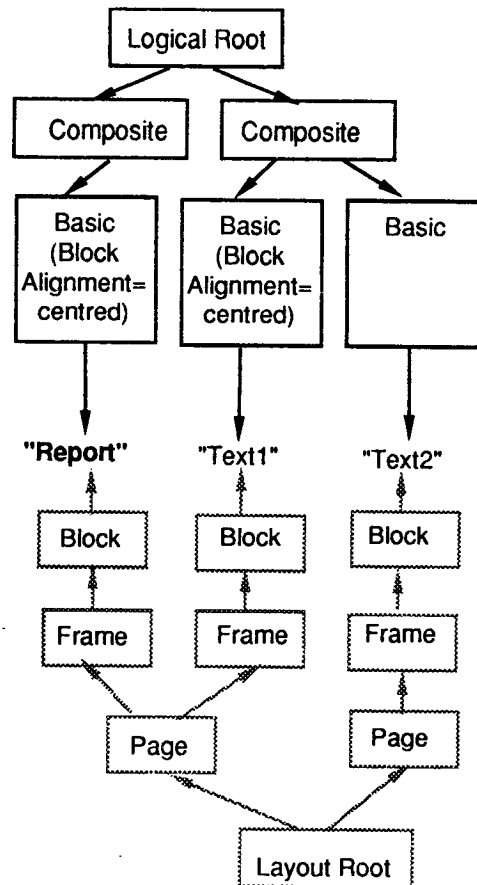 Logical Root
Composite
Composite
Basic
(Block
Alignment=
centred)
Basic
(Block
Alignment=
centred)
Basic
"Report"
"Text1"
"Text2"
Block
Block
Block
Frame
Frame
Frame
Page
Page
Layout Root